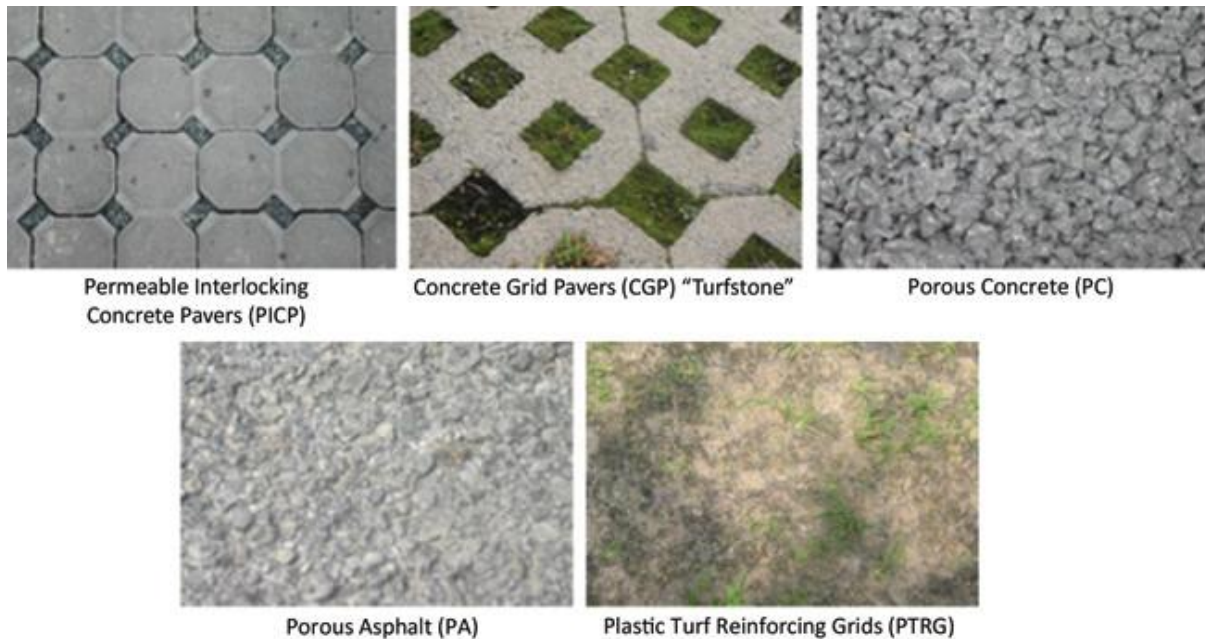 Permeable Interlocking
Concrete Pavers (PICP)
Concrete Grid Pavers (CGP) “Turfstone”
Porous Concrete (PC)
Porous Asphalt (PA)
Plastic Turf Reinforcing Grids (PTRG)